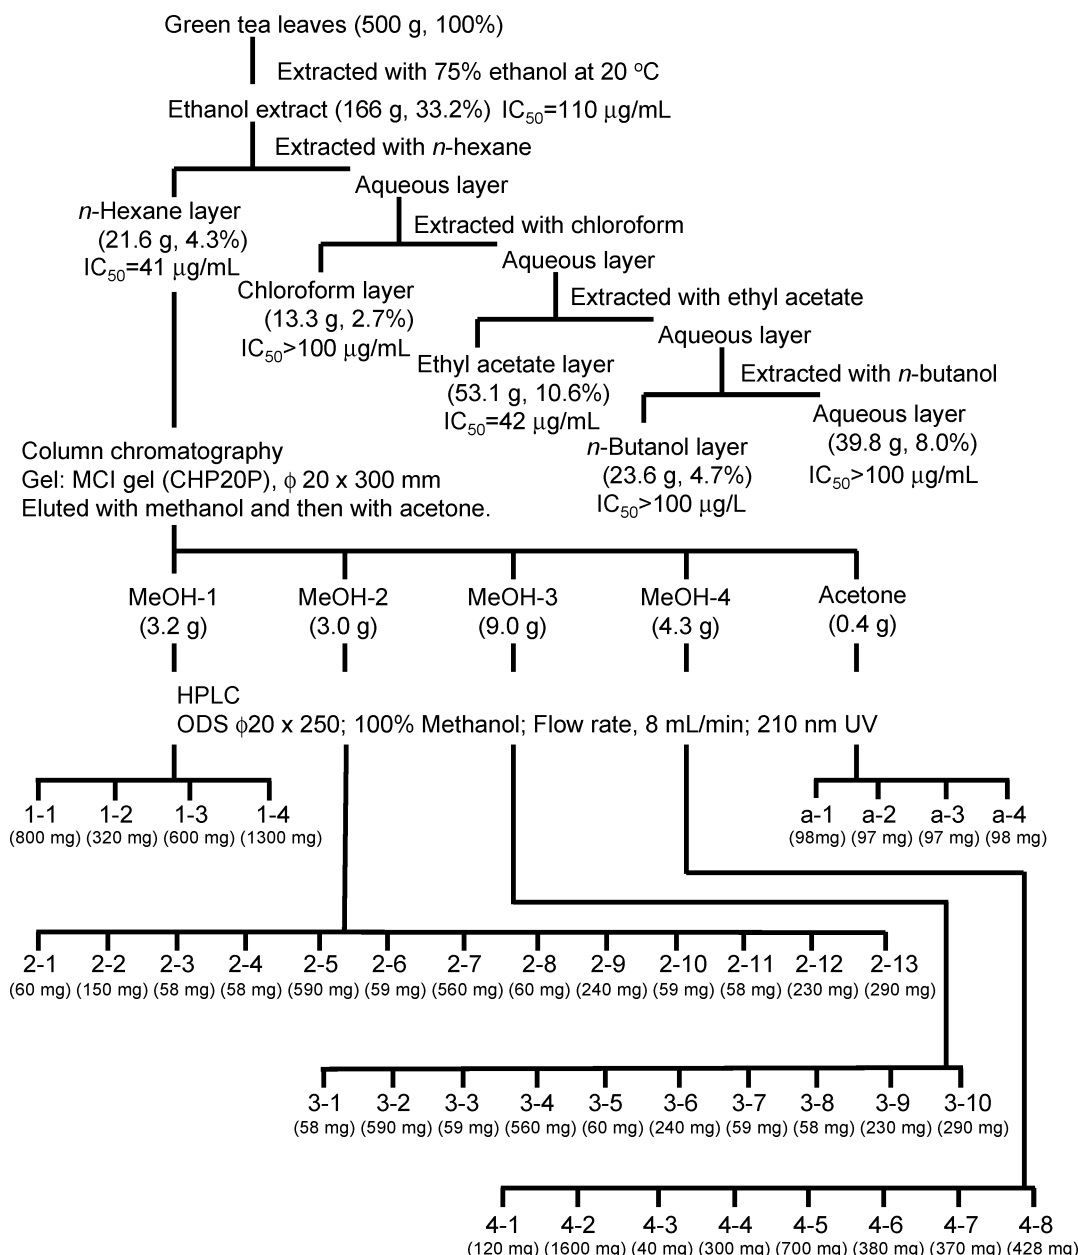 Green tea leaves (500 g, 100%)
Extracted with 75% ethanol at 20 °C
Ethanol extract (166 g, 33.2%) IC50=110 μg/mL
Extracted with n-hexane
Aqueous layer
n-Hexane layer
(21.6 g, 4.3%)
IC50=41 μg/mL
Extracted with chloroform
Aqueous layer
Chloroform layer
(13.3 g, 2.7%)
IC50>100 μg/mL
Extracted with ethyl acetate
Aqueous layer
Ethyl acetate layer
(53.1 g, 10.6%)
IC50=42 μg/mL
Extracted with n-butanol
Aqueous layer
(39.8 g, 8.0%)
IC50>100 μg/mL
n-Butanol layer
(23.6 g, 4.7%)
IC50>100 μg/L
Column chromatography
Gel: MCI gel (CHP20P), ϕ 20 x 300 mm
Eluted with methanol and then with acetone.
MeOH-1 MeOH-2 MeOH-3 MeOH-4 Acetone
(3.2 g) (3.0 g) (9.0 g) (4.3 g) (0.4 g)
HPLC
ODS ϕ20 x 250; 100% Methanol; Flow rate, 8 mL/min; 210 nm UV
1-1 1-2 1-3 1-4
(800 mg) (320 mg) (600 mg) (1300 mg)
a-1 a-2 a-3 a-4
(98mg) (97 mg) (97 mg) (98 mg)
2-1 2-2 2-3 2-4 2-5 2-6 2-7 2-8 2-9 2-10 2-11 2-12 2-13
(60 mg) (150 mg) (58 mg) (58 mg) (590 mg) (59 mg) (560 mg) (60 mg) (240 mg) (59 mg) (58 mg) (230 mg) (290 mg)
3-1 3-2 3-3 3-4 3-5 3-6 3-7 3-8 3-9 3-10
(58 mg) (590 mg) (59 mg) (560 mg) (60 mg) (240 mg) (59 mg) (58 mg) (230 mg) (290 mg)
4-1 4-2 4-3 4-4 4-5 4-6 4-7 4-8
(120 mg) (1600 mg) (40 mg) (300 mg) (700 mg) (380 mg) (370 mg) (428 mg)